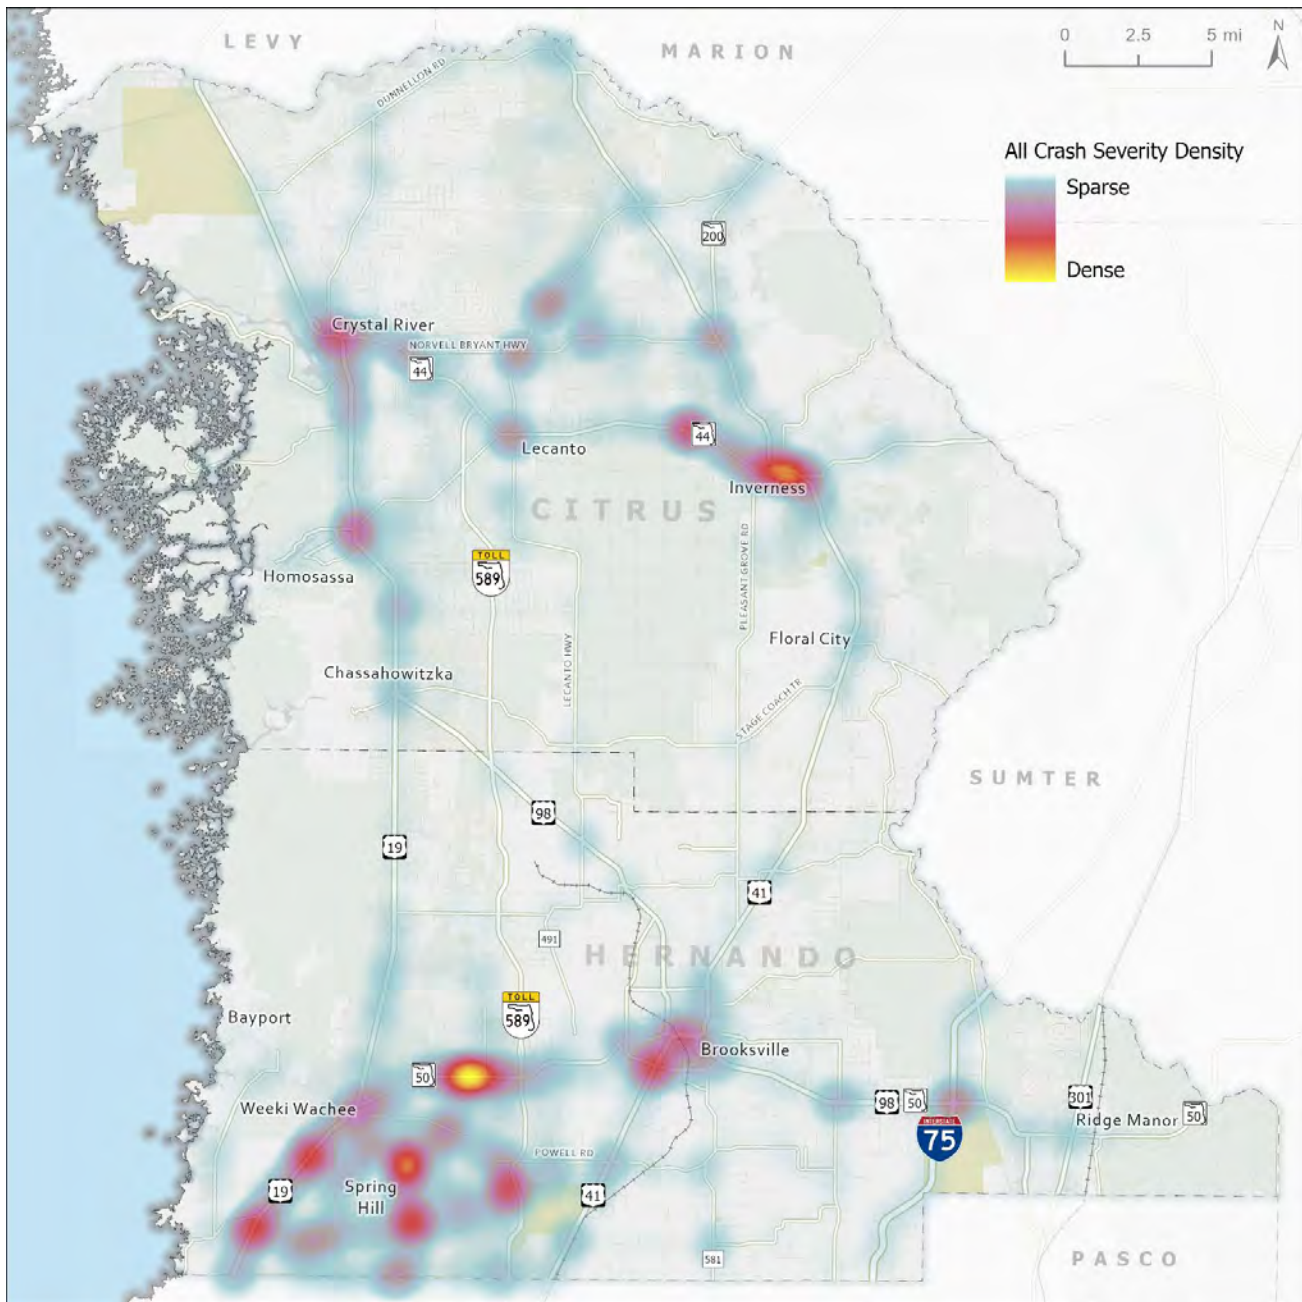 LEVY
MARION
0 2.5 5 mi
N
DUNNELLON RD
All Crash Severity Density
Sparse
Dense
200
Crystal River
NORVELL BRYANT HWY
44
44
Lecanto
Inverness
CITRUS
TOLL
589
Homosassa
PLEASANT GROVE RD
Floral City
LECANTO HWY
Chassahowitzka
STAGE COACH TR
SUMTER
98
19
41
491
HERNANDO
TOLL
589
Bayport
Brooksville
50
Weeki Wachee
98
50
301
Ridge Manor
50
INTERSTATE
75
POWELL RD
Spring
Hill
19
41
581
PASCO